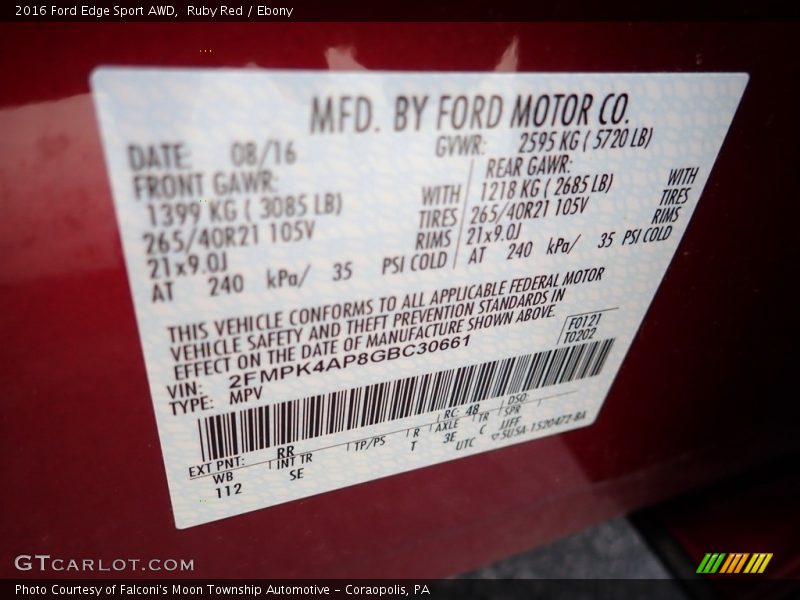 2016 Ford Edge Sport AWD,  Ruby Red / Ebony
MFD. BY FORD MOTOR CO.
DATE: 08/16 GVWR: 2595 KG ( 5720 LB)
FRONT GAWR: REAR GAWR:
1399 KG ( 3085 LB) WITH 1218 KG ( 2685 LB) WITH
265/40R21 105V TIRES 265/40R21 105V TIRES
21x9.0J RIMS 21x9.0J RIMS
AT 240 kPa/ 35 PSI COLD AT 240 kPa/ 35 PSI COLD
THIS VEHICLE CONFORMS TO ALL APPLICABLE FEDERAL MOTOR
VEHICLE SAFETY AND THEFT PREVENTION STANDARDS IN
EFFECT ON THE DATE OF MANUFACTURE SHOWN ABOVE.
F0121
T0202
VIN: 2FMPK4AP8GBC30661
TYPE: MPV
EXT PNT: RR RC: 48 DSO:
WB INT TR TP/PS R AXLE TR SPR
112 SE T 3E C JJFF
UTC ▽SU5A-1520472-BA
GTCARLOT.COM
Photo Courtesy of Falconi's Moon Township Automotive – Coraopolis, PA